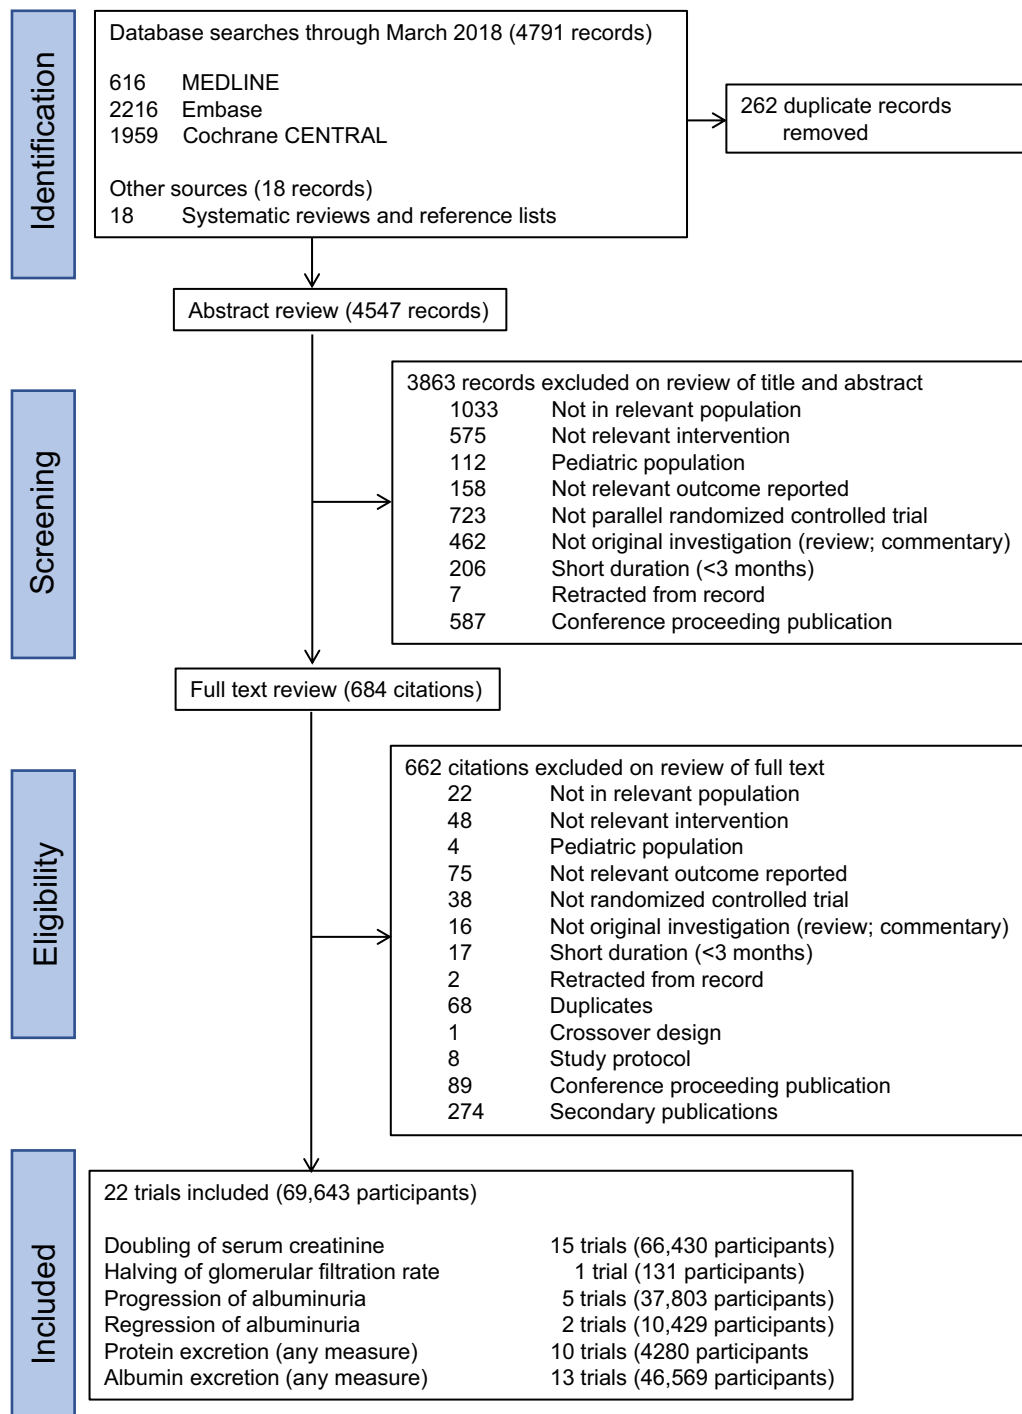 Identification
Database searches through March 2018 (4791 records)
616 MEDLINE
2216 Embase
1959 Cochrane CENTRAL
Other sources (18 records)
18 Systematic reviews and reference lists
262 duplicate records
removed
Abstract review (4547 records)
Screening
3863 records excluded on review of title and abstract
1033 Not in relevant population
575 Not relevant intervention
112 Pediatric population
158 Not relevant outcome reported
723 Not parallel randomized controlled trial
462 Not original investigation (review; commentary)
206 Short duration (<3 months)
7 Retracted from record
587 Conference proceeding publication
Full text review (684 citations)
Eligibility
662 citations excluded on review of full text
22 Not in relevant population
48 Not relevant intervention
4 Pediatric population
75 Not relevant outcome reported
38 Not randomized controlled trial
16 Not original investigation (review; commentary)
17 Short duration (<3 months)
2 Retracted from record
68 Duplicates
1 Crossover design
8 Study protocol
89 Conference proceeding publication
274 Secondary publications
Included
22 trials included (69,643 participants)
Doubling of serum creatinine 15 trials (66,430 participants)
Halving of glomerular filtration rate 1 trial (131 participants)
Progression of albuminuria 5 trials (37,803 participants)
Regression of albuminuria 2 trials (10,429 participants)
Protein excretion (any measure) 10 trials (4280 participants
Albumin excretion (any measure) 13 trials (46,569 participants)